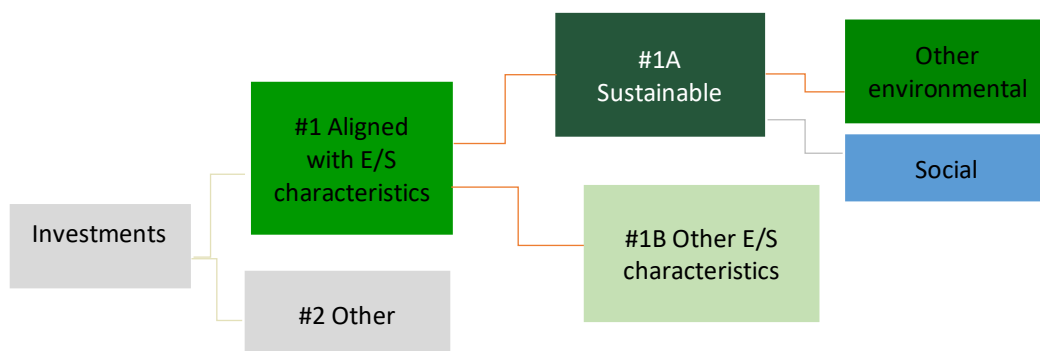 Investments
#1 Aligned
with E/S
characteristics
#2 Other
#1A
Sustainable
#1B Other E/S
characteristics
Other
environmental
Social